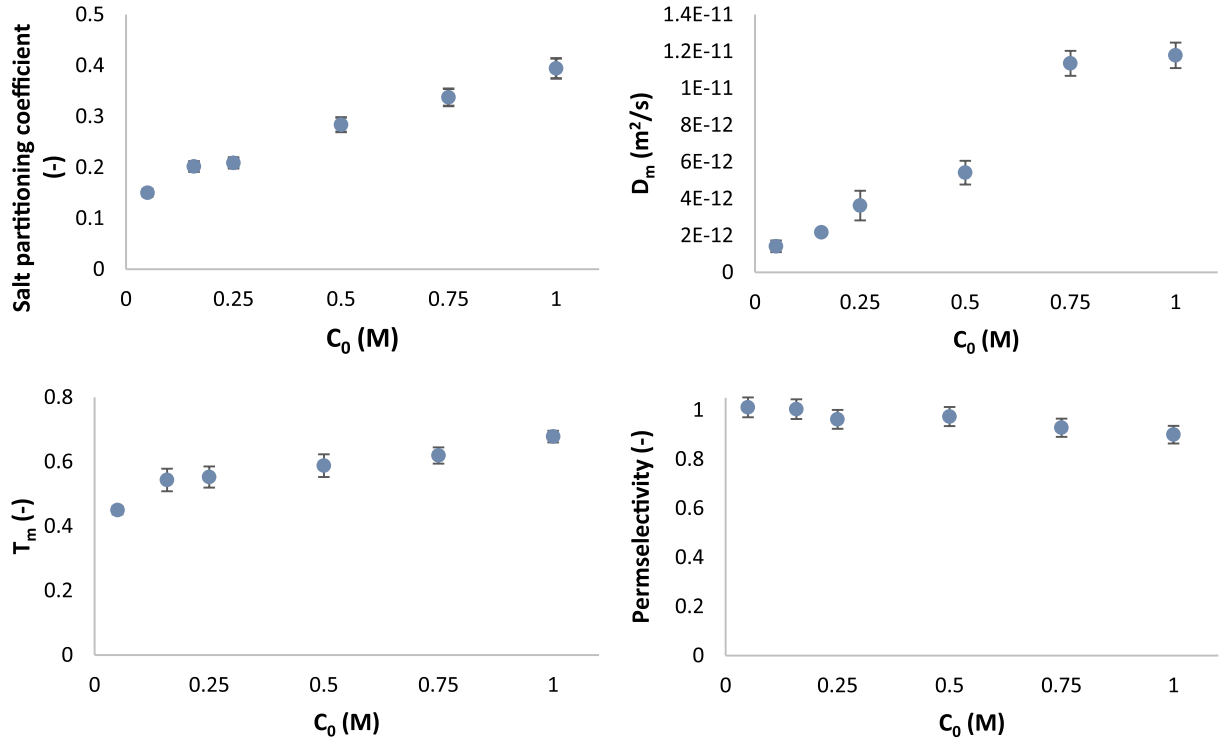 Salt partitioning coefficient
(-)
0.5
0.4
0.3
0.2
0.1
0
0 0.25 0.5 0.75 1
C₀ (M)
Dₘ (m²/s)
1.4E-11
1.2E-11
1E-11
8E-12
6E-12
4E-12
2E-12
0
0 0.25 0.5 0.75 1
C₀ (M)
Tₘ (-)
0.8
0.6
0.4
0.2
0
0 0.25 0.5 0.75 1
C₀ (M)
Permselectivity (-)
1
0.8
0.6
0.4
0.2
0
0 0.25 0.5 0.75 1
C₀ (M)